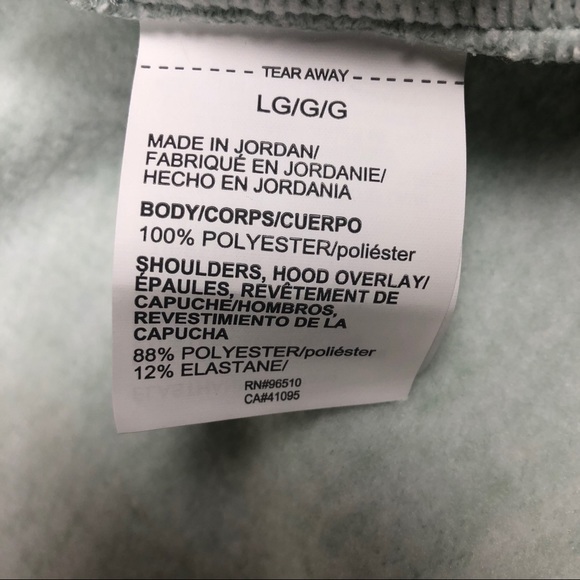 TEAR AWAY
LG/G/G
MADE IN JORDAN/
FABRIQUÉ EN JORDANIE/
HECHO EN JORDANIA
BODY/CORPS/CUERPO
100% POLYESTER/poliéster
SHOULDERS, HOOD OVERLAY/
ÉPAULES, REVÊTEMENT DE
CAPUCHE/HOMBROS,
REVESTIMIENTO DE LA
CAPUCHA
88% POLYESTER/poliéster
12% ELASTANE/
RN#96510
CA#41095